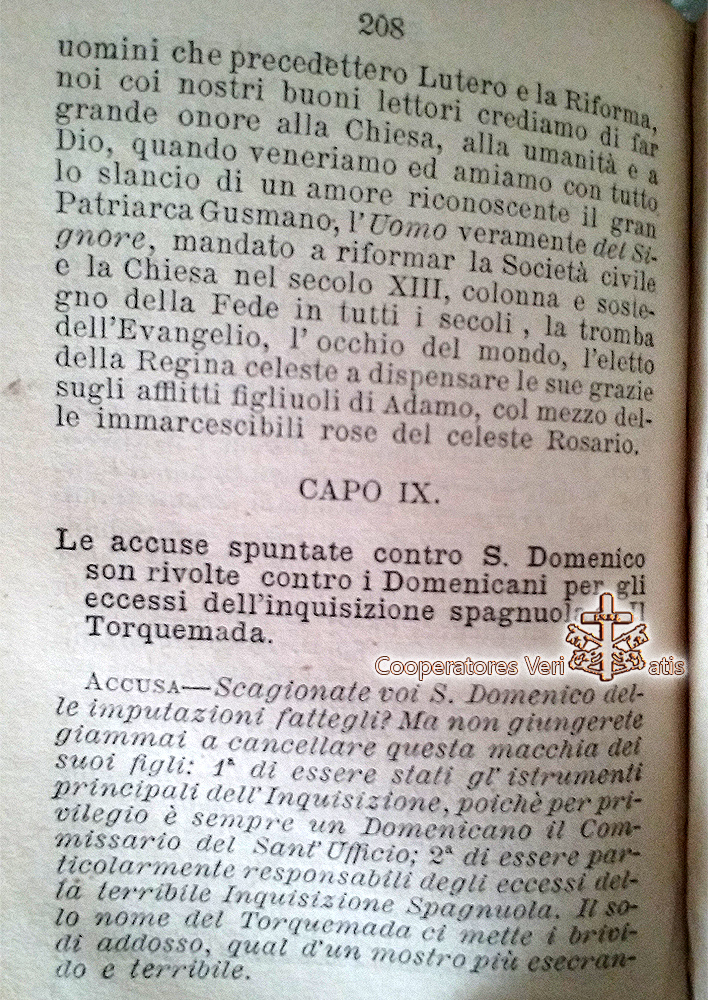 208
uomini che precedettero Lutero e la Riforma,
noi coi nostri buoni lettori crediamo di far
grande onore alla Chiesa, alla umanità e a
Dio, quando veneriamo ed amiamo con tutto
lo slancio di un amore riconoscente il gran
Patriarca Gusmano, l'Uomo veramente del Si-
gnore, mandato a riformar la Società civile
e la Chiesa nel secolo XIII, colonna e soste-
gno della Fede in tutti i secoli, la tromba
dell'Evangelio, l'occhio del mondo, l'eletto
della Regina celeste a dispensare le sue grazie
sugli afflitti figliuoli di Adamo, col mezzo del-
le immarcescibili rose del celeste Rosario.
CAPO IX.
Le accuse spuntate contro S. Domenico
son rivolte contro i Domenicani per gli
eccessi dell'inquisizione spagnuola Il
Torquemada.
Cooperatores Veri atis
ACCUSA—Scagionate voi S. Domenico del-
le imputazioni fattegli? Ma non giungerete
giammai a cancellare questa macchia dei
suoi figli: 1ª di essere stati gl'istrumenti
principali dell'Inquisizione, poichè per pri-
vilegio è sempre un Domenicano il Com-
missario del Sant'Ufficio; 2ª di essere par-
ticolarmente responsabili degli eccessi del-
la terribile Inquisizione Spagnuola. Il so-
lo nome del Torquemada ci mette i brividi
di addosso, qual d'un mostro più esecran-
do e terribile.